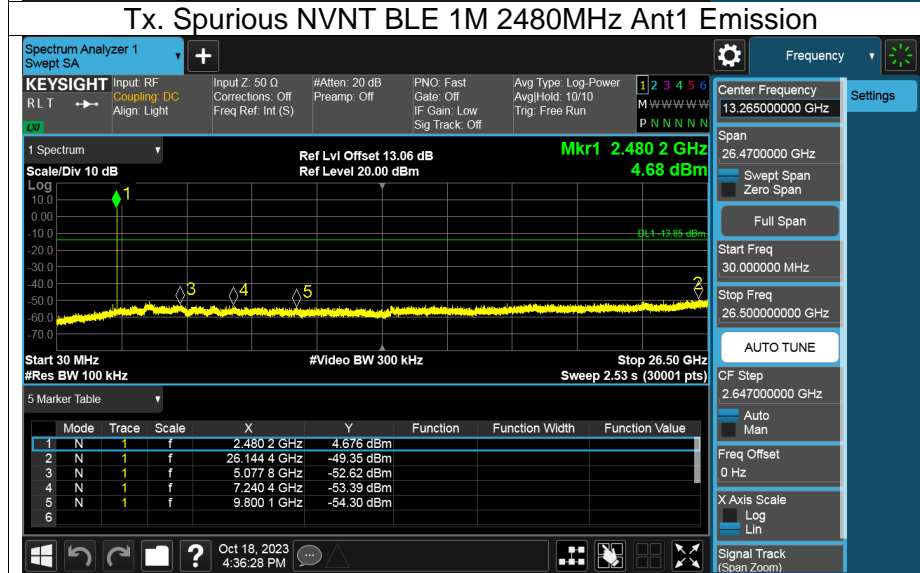 Tx. Spurious NVNT BLE 1M 2480MHz Ant1 Emission
Spectrum Analyzer 1
Swept SA
+
Frequency
KEYSIGHT
RLT
LXI
Input: RF
Coupling: DC
Align: Light
Input Z: 50 Ω
Corrections: Off
Freq Ref: Int (S)
#Atten: 20 dB
Preamp: Off
PNO: Fast
Gate: Off
IF Gain: Low
Sig Track: Off
Avg Type: Log-Power
Avg|Hold: 10/10
Trig: Free Run
1 2 3 4 5 6
M W W W W W
P N N N N N
Settings
Center Frequency
13.265000000 GHz
Span
26.4700000 GHz
Swept Span
Zero Span
Full Span
Start Freq
30.000000 MHz
Stop Freq
26.500000000 GHz
AUTO TUNE
CF Step
2.647000000 GHz
Auto
Man
Freq Offset
0 Hz
X Axis Scale
Log
Lin
Signal Track
(Span Zoom)
1 Spectrum
Scale/Div 10 dB
Ref Lvl Offset 13.06 dB
Ref Level 20.00 dBm
Mkr1 2.480 2 GHz
4.68 dBm
Log
10.0
0.00
-10.0
-20.0
-30.0
-40.0
-50.0
-60.0
-70.0
1
DL1 -13.85 dBm
3
4
5
2
Start 30 MHz
#Video BW 300 kHz
Stop 26.50 GHz
#Res BW 100 kHz
Sweep 2.53 s (30001 pts)
5 Marker Table
Mode Trace Scale X Y Function Function Width Function Value
1 N 1 f 2.480 2 GHz 4.676 dBm
2 N 1 f 26.144 4 GHz -49.35 dBm
3 N 1 f 5.077 8 GHz -52.62 dBm
4 N 1 f 7.240 4 GHz -53.39 dBm
5 N 1 f 9.800 1 GHz -54.30 dBm
6
?
Oct 18, 2023
4:36:28 PM